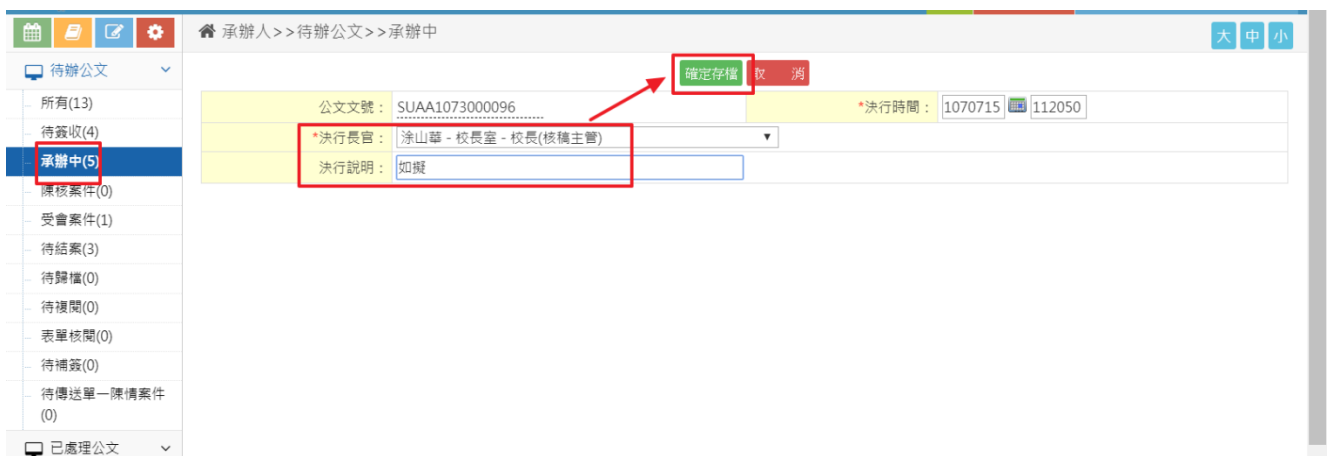 承辦人>>待辦公文>>承辦中
大 中 小
待辦公文
所有(13)
待簽收(4)
承辦中(5)
陳核案件(0)
受會案件(1)
待結案(3)
待歸檔(0)
待複閱(0)
表單核閱(0)
待補簽(0)
待傳送單一陳情案件
(0)
已處理公文
確定存檔 取 消
公文文號： SUAA1073000096 *決行時間： 1070715 112050
*決行長官： 涂山華 - 校長室 - 校長(核稿主管)
決行說明： 如擬